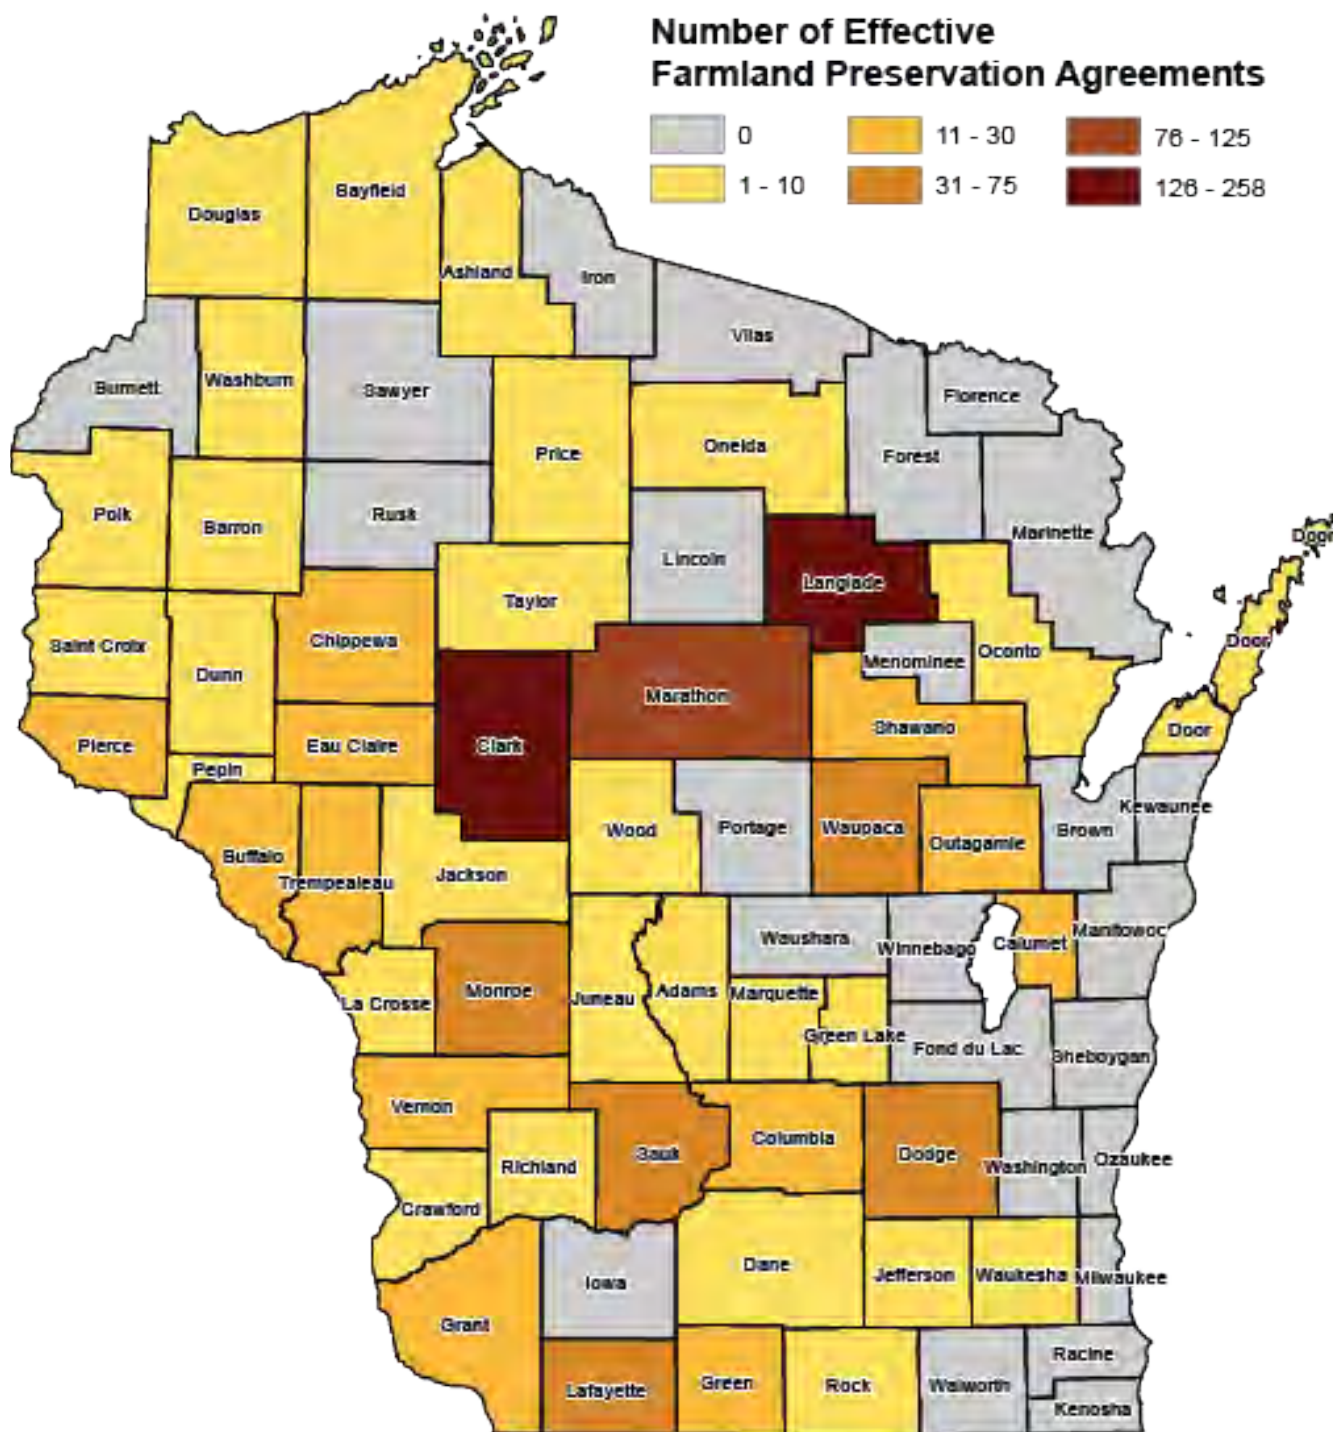 Number of Effective
Farmland Preservation Agreements
0
11 - 30
76 - 125
1 - 10
31 - 75
126 - 258
Bayfield
Douglas
Ashland
Iron
Vilas
Burnett
Washburn
Sawyer
Florence
Price
Oneida
Forest
Polk
Barron
Rusk
Marinette
Door
Lincoln
Langlade
Taylor
Saint Croix
Chippewa
Door
Dunn
Menominee
Oconto
Marathon
Pierce
Eau Claire
Clark
Shawano
Door
Pepin
Kewaunee
Wood
Portage
Waupaca
Brown
Outagamie
Buffalo
Trempealeau
Jackson
Waushara
Winnebago
Calumet
Manitowoc
La Crosse
Monroe
Juneau
Adams
Marquette
Green Lake
Fond du Lac
Sheboygan
Vernon
Columbia
Richland
Sauk
Dodge
Washington
Ozaukee
Crawford
Dane
Iowa
Jefferson
Waukesha
Milwaukee
Grant
Racine
Lafayette
Green
Rock
Walworth
Kenosha